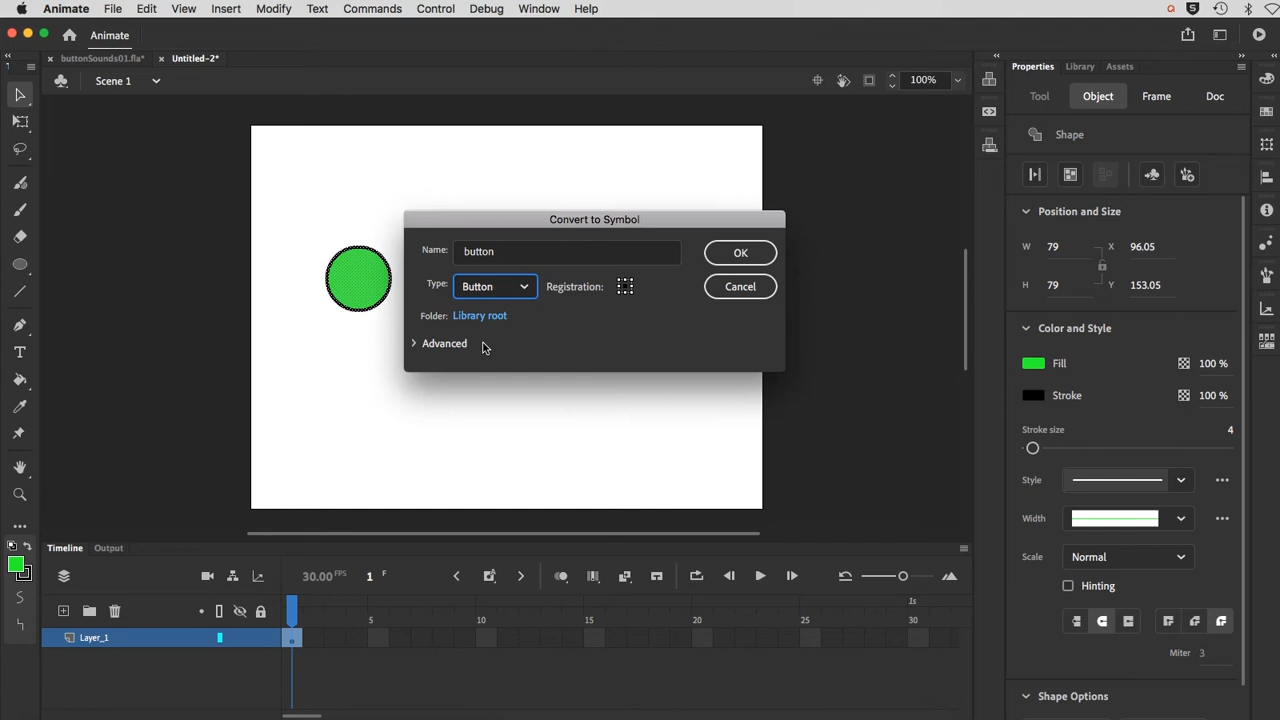 Animate File Edit View Insert Modify Text Commands Control Debug Window Help
Animate
buttonSounds01.fla* Untitled-2*
Scene 1
100%
Properties Library Assets
Tool Object Frame Doc
Shape
Position and Size
W 79 X 96.05
H 79 Y 153.05
Color and Style
Fill 100 %
Stroke 100 %
Stroke size 4
Style
Width
Scale Normal
Hinting
Miter 3
Shape Options
Convert to Symbol
Name: button
OK
Type: Button Registration:
Cancel
Folder: Library root
Advanced
Timeline Output
30.00 FPS 1 F
1s
5 10 15 20 25 30
Layer_1